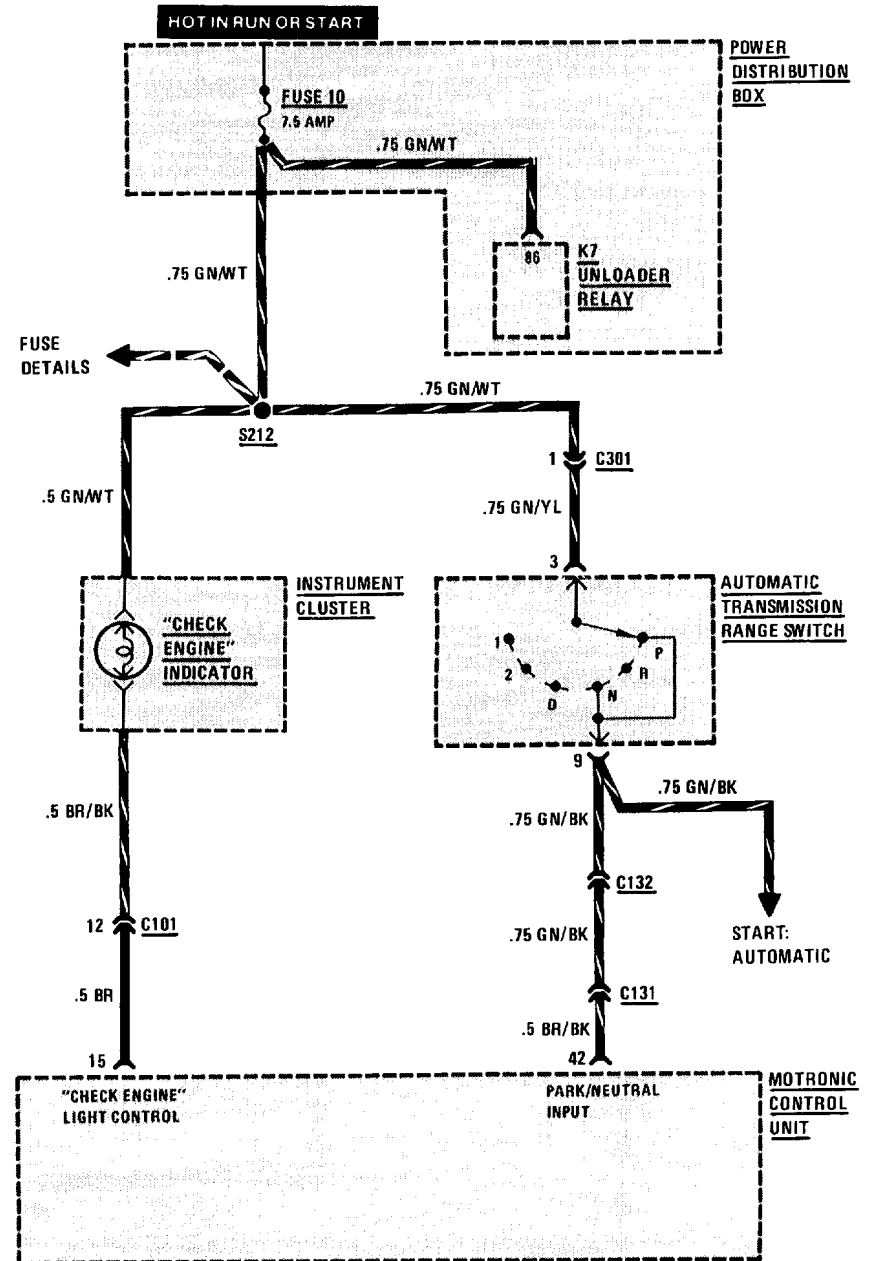 HOT IN RUN OR START
POWER
DISTRIBUTION
BOX
FUSE 10
7.5 AMP
.75 GN/WT
86
K7
UNLOADER
RELAY
.75 GN/WT
FUSE
DETAILS
.75 GN/WT
S212
1
C301
.5 GN/WT
.75 GN/YL
3
INSTRUMENT
CLUSTER
"CHECK
ENGINE"
INDICATOR
AUTOMATIC
TRANSMISSION
RANGE SWITCH
1
2
D
N
R
P
9
.75 GN/BK
.5 BR/BK
.75 GN/BK
C132
12
C101
.75 GN/BK
START:
AUTOMATIC
.5 BR
C131
.5 BR/BK
15
42
"CHECK ENGINE"
LIGHT CONTROL
PARK/NEUTRAL
INPUT
MOTRONIC
CONTROL
UNIT